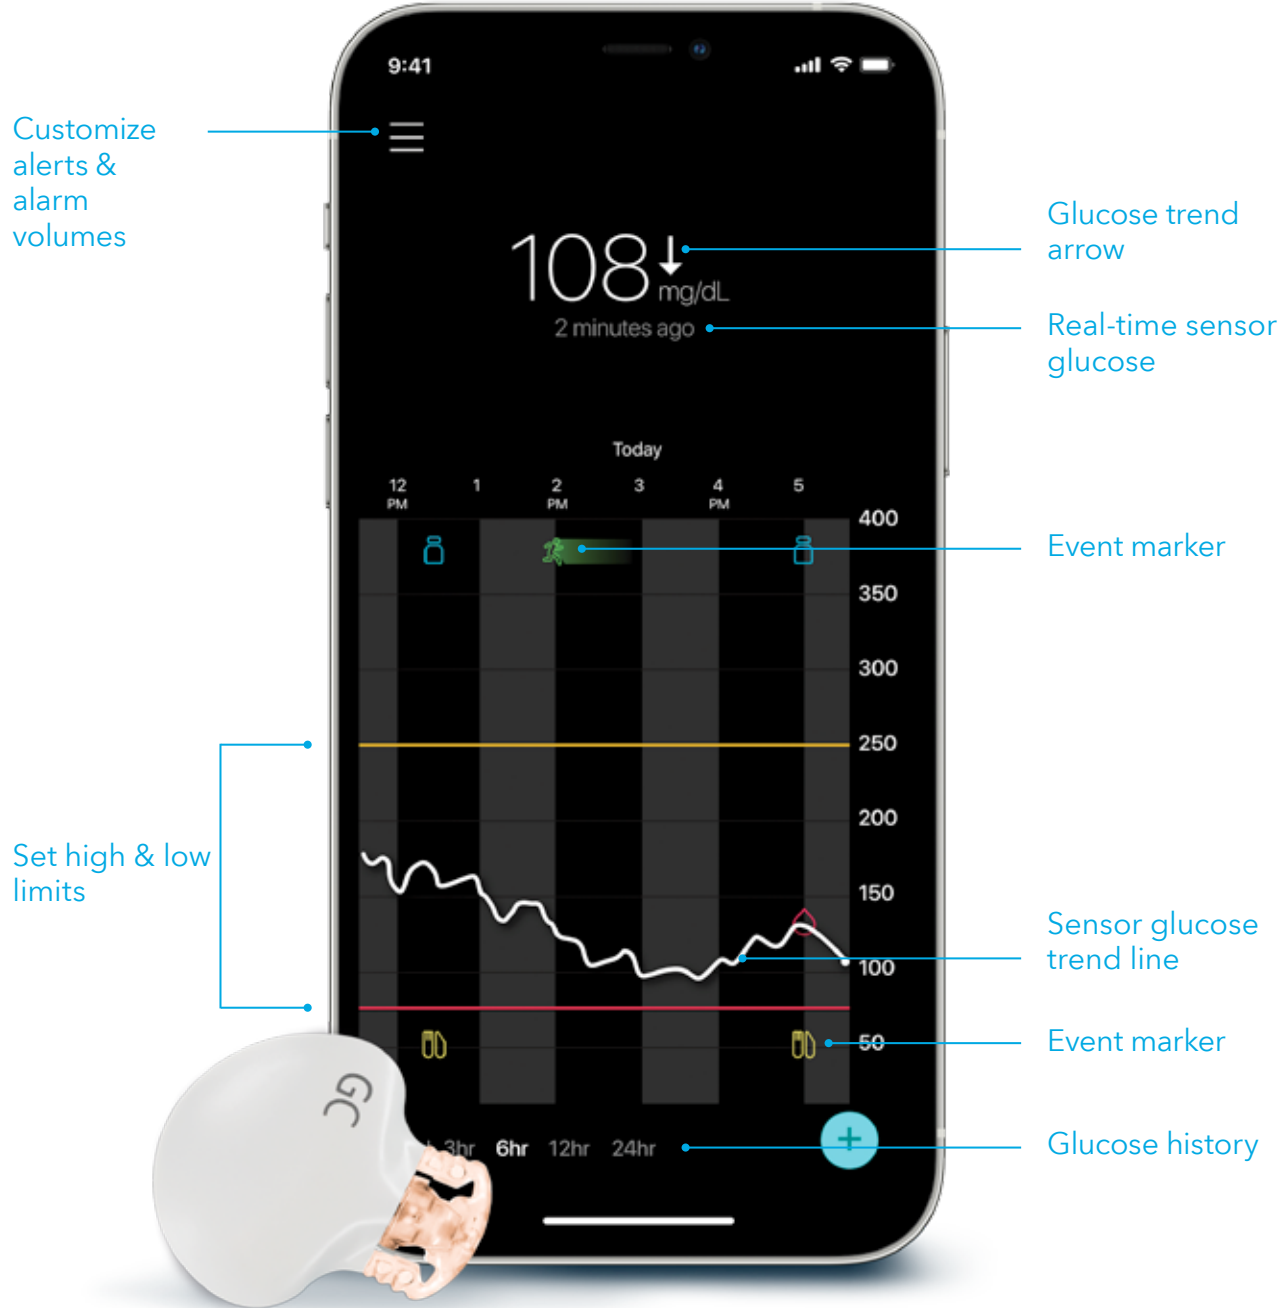 9:41
Customize
alerts &
alarm
volumes
108
mg/dL
2 minutes ago
Glucose trend
arrow
Real-time sensor
glucose
Today
12 1 2 3 4 5
PM PM PM
400
Event marker
350
300
250
200
Set high & low
limits
150
Sensor glucose
trend line
100
Event marker
50
GC
3hr 6hr 12hr 24hr
Glucose history